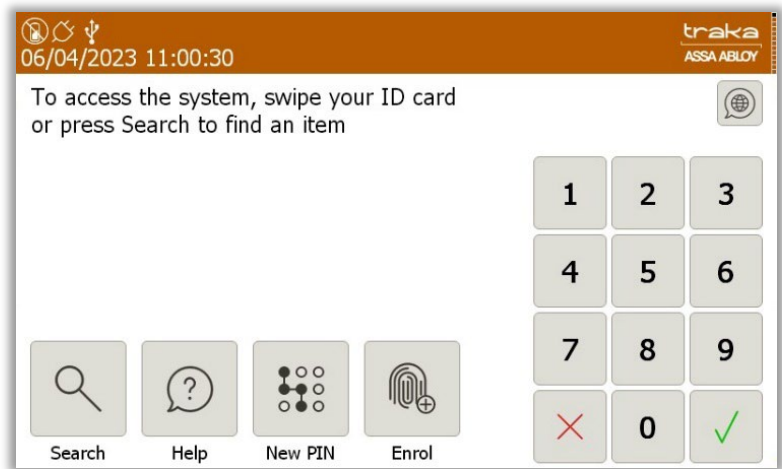 06/04/2023 11:00:30
traka
ASSA ABLOY
To access the system, swipe your ID card
or press Search to find an item
1 2 3
4 5 6
7 8 9
0
?
Search Help New PIN Enrol